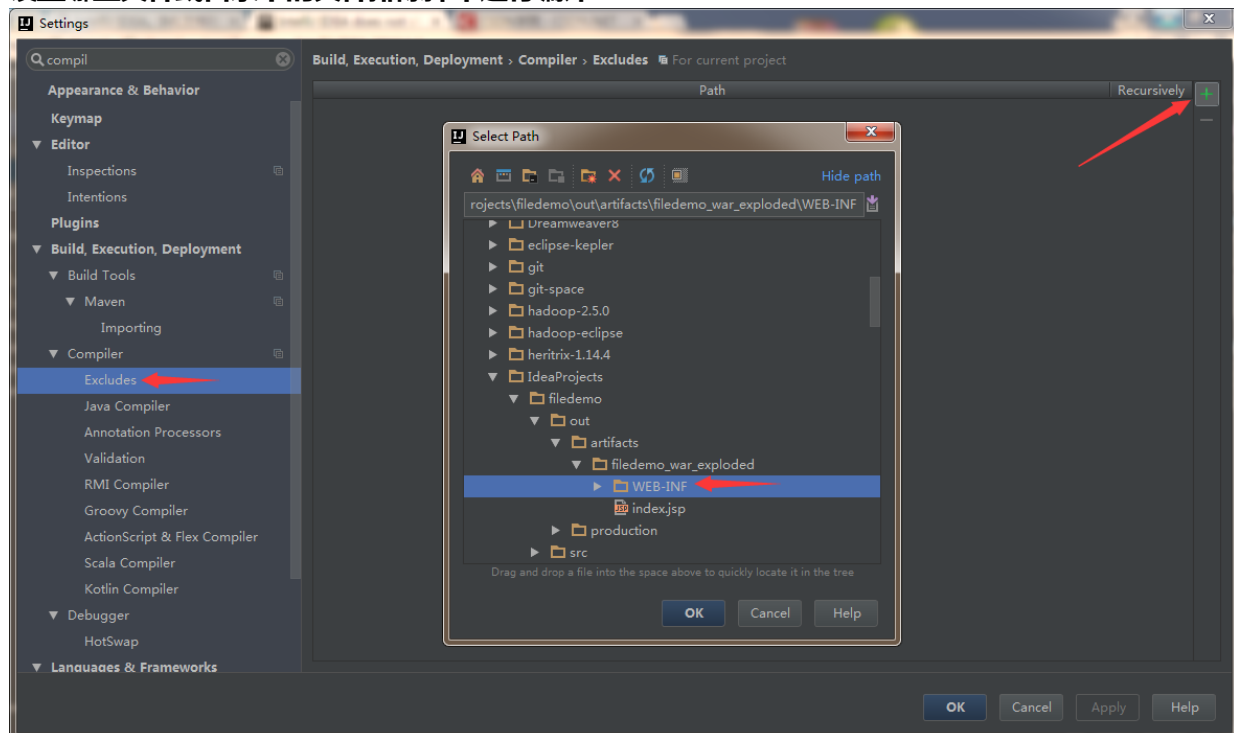 Settings
compil
Appearance & Behavior
Keymap
Editor
Inspections
Intentions
Plugins
Build, Execution, Deployment
Build Tools
Maven
Importing
Compiler
Excludes
Java Compiler
Annotation Processors
Validation
RMI Compiler
Groovy Compiler
ActionScript & Flex Compiler
Scala Compiler
Kotlin Compiler
Debugger
HotSwap
Languages & Frameworks
Build, Execution, Deployment › Compiler › Excludes For current project
Path Recursively
Select Path
Hide path
rojects\filedemo\out\artifacts\filedemo_war_exploded\WEB-INF
Dreamweaver8
eclipse-kepler
git
git-space
hadoop-2.5.0
hadoop-eclipse
heritrix-1.14.4
IdeaProjects
filedemo
out
artifacts
filedemo_war_exploded
WEB-INF
index.jsp
production
src
Drag and drop a file into the space above to quickly locate it in the tree
OK Cancel Help
OK Cancel Apply Help